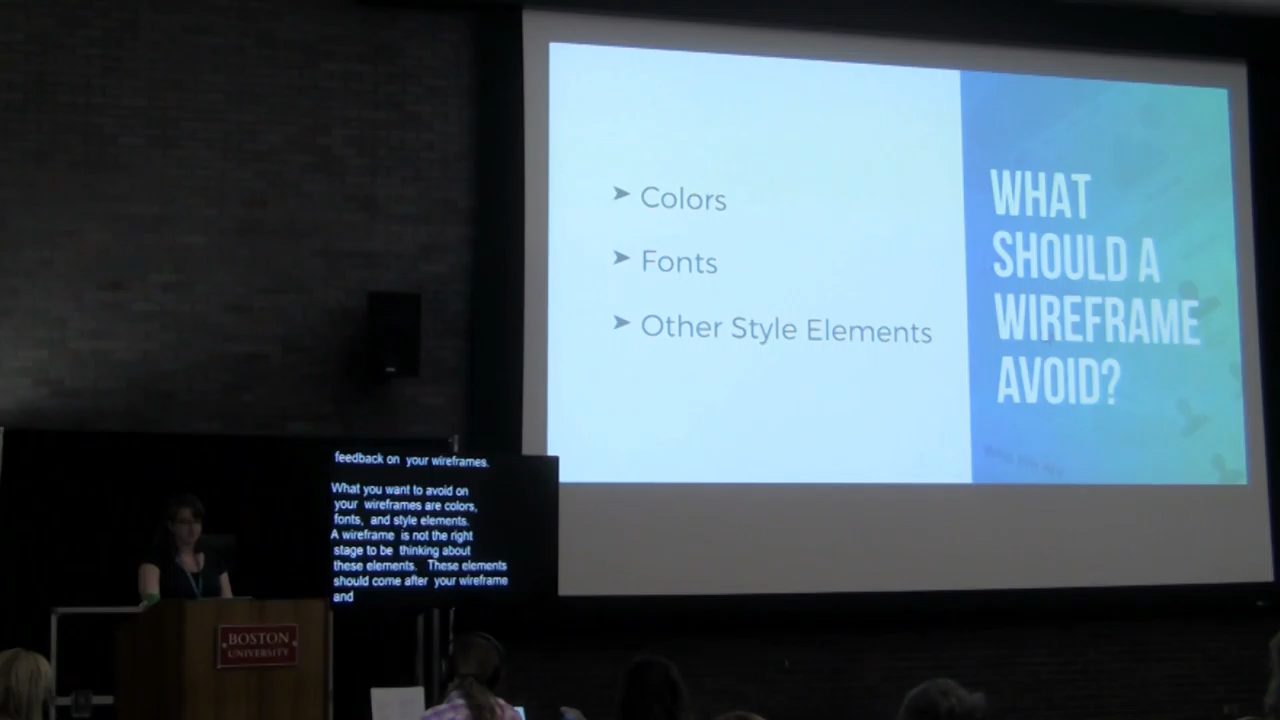 ➤ Colors
➤ Fonts
➤ Other Style Elements
WHAT
SHOULD A
WIREFRAME
AVOID?
feedback on your wireframes.
What you want to avoid on
your wireframes are colors,
fonts, and style elements.
A wireframe is not the right
stage to be thinking about
these elements. These elements
should come after your wireframe
and
BOSTON
UNIVERSITY